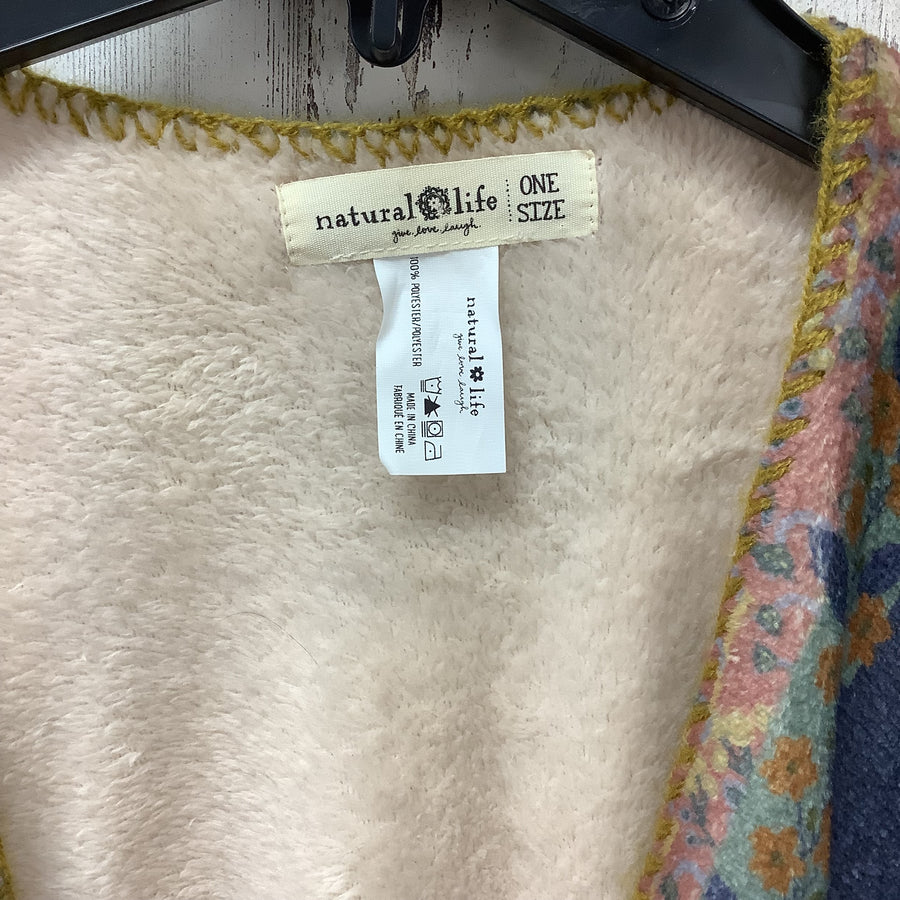 natural life
give. love. laugh.
ONE
SIZE
natural life
give love laugh
100% POLYESTER/POLYESTER
MADE IN CHINA
FABRIQUÉ EN CHINE